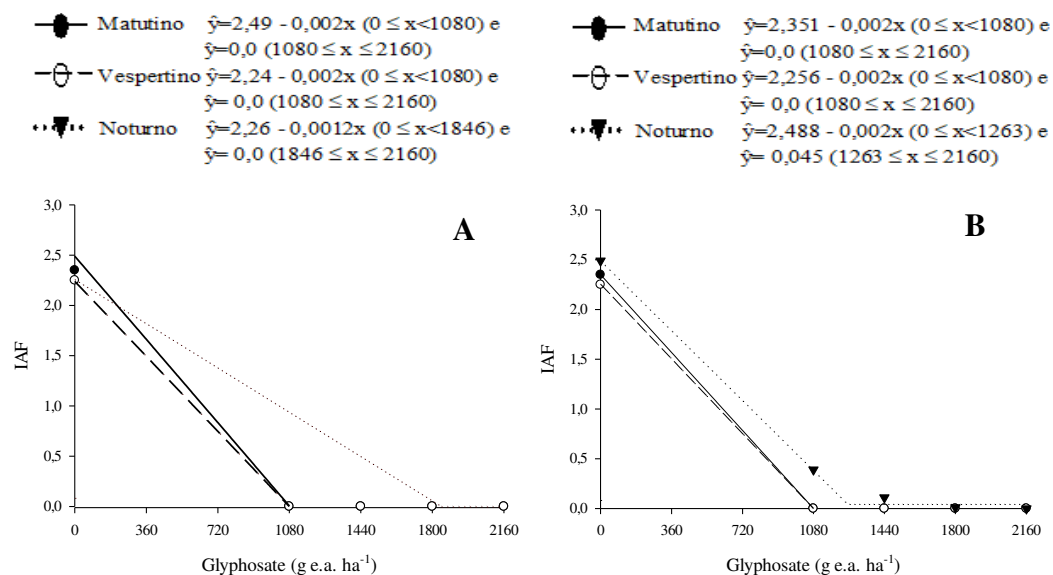 Matutino ŷ=2,49 - 0,002x (0 ≤ x<1080) e
ŷ=0,0 (1080 ≤ x ≤ 2160)
Vespertino ŷ=2,24 - 0,002x (0 ≤ x<1080) e
ŷ= 0,0 (1080 ≤ x ≤ 2160)
Noturno ŷ=2,26 - 0,0012x (0 ≤ x<1846) e
ŷ= 0,0 (1846 ≤ x ≤ 2160)
Matutino ŷ=2,351 - 0,002x (0 ≤ x<1080) e
ŷ=0,0 (1080 ≤ x ≤ 2160)
Vespertino ŷ=2,256 - 0,002x (0 ≤ x<1080) e
ŷ= 0,0 (1080 ≤ x ≤ 2160)
Noturno ŷ=2,488 - 0,002x (0 ≤ x<1263) e
ŷ= 0,045 (1263 ≤ x ≤ 2160)
A
3,0
2,5
2,0
1,5
1,0
0,5
0,0
IAF
0 360 720 1080 1440 1800 2160
Glyphosate (g e.a. ha⁻¹)
B
3,0
2,5
2,0
1,5
1,0
0,5
0,0
IAF
0 360 720 1080 1440 1800 2160
Glyphosate (g e.a. ha⁻¹)